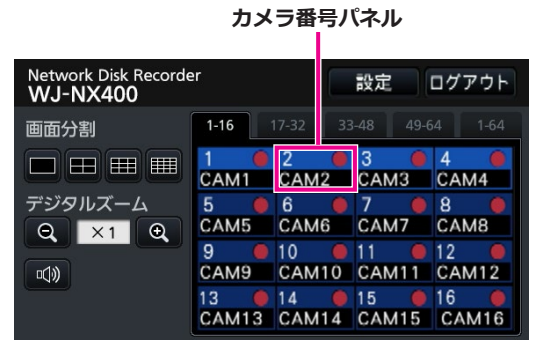 カメラ番号パネル
Network Disk Recorder
WJ-NX400
設定 ログアウト
画面分割
1-16 17-32 33-48 49-64 1-64
1 2 3 4
CAM1 CAM2 CAM3 CAM4
デジタルズーム
×1
5 6 7 8
CAM5 CAM6 CAM7 CAM8
9 10 11 12
CAM9 CAM10 CAM11 CAM12
13 14 15 16
CAM13 CAM14 CAM15 CAM16